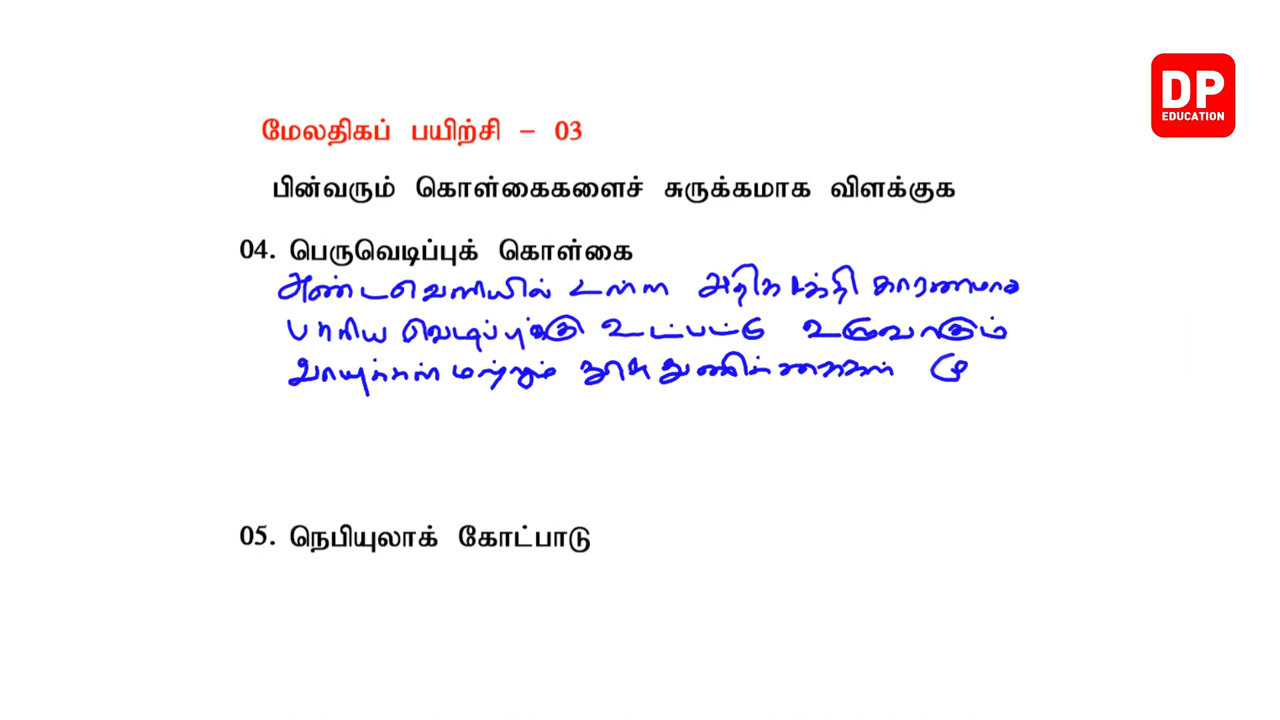 DP
EDUCATION
மேலதிகப் பயிற்சி – 03
பின்வரும் கொள்கைகளைச் சுருக்கமாக விளக்குக
04. பெருவெடிப்புக் கொள்கை
அண்டவெளியில் உள்ள அதிக சக்தி காரணமாக
பாரிய வெடிப்புக்கு உட்பட்டு உருவாகும்
வாயுக்கள் மற்றும் தூசு துணிக்கைகள் மூ
05. நெபியுலாக் கோட்பாடு